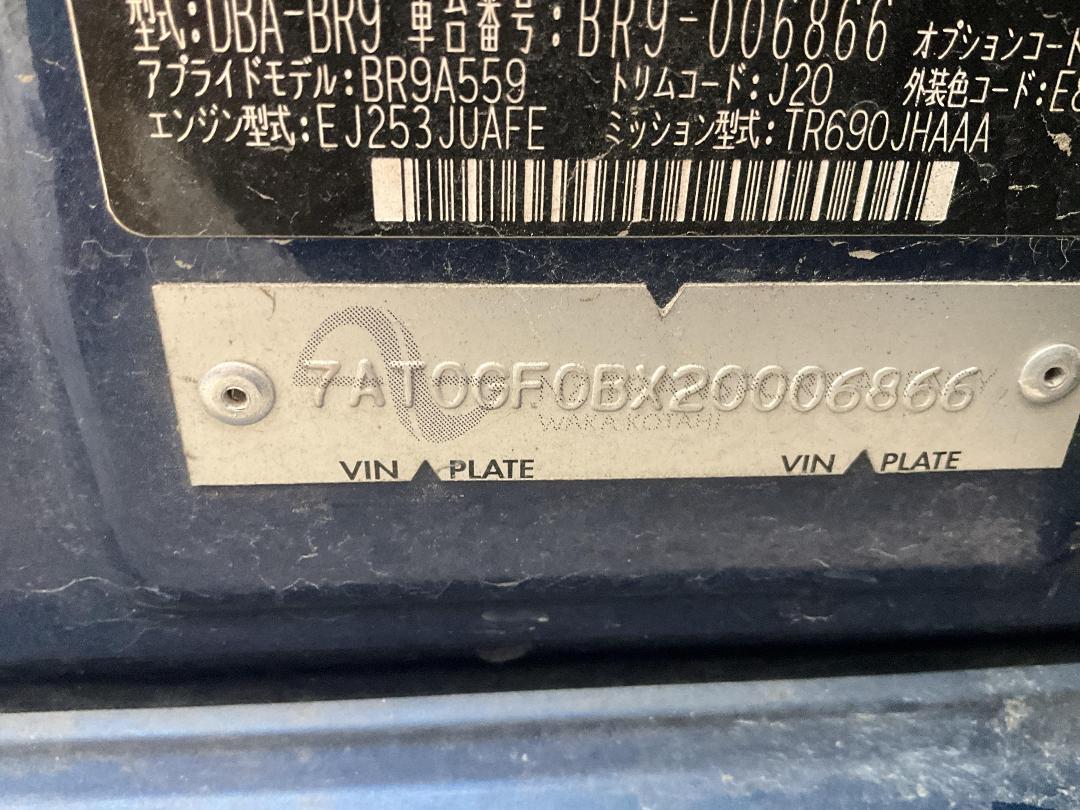 型式:DBA-BR9 車台番号:BR9-006866
オプションコード
アプライドモデル:BR9A559 トリムコード:J20 外装色コード:E8
エンジン型式:EJ253JUAFE ミッション型式:TR690JHAAA
7AT0GF0BX20006866
WAKA KOTAHI
VIN PLATE VIN PLATE